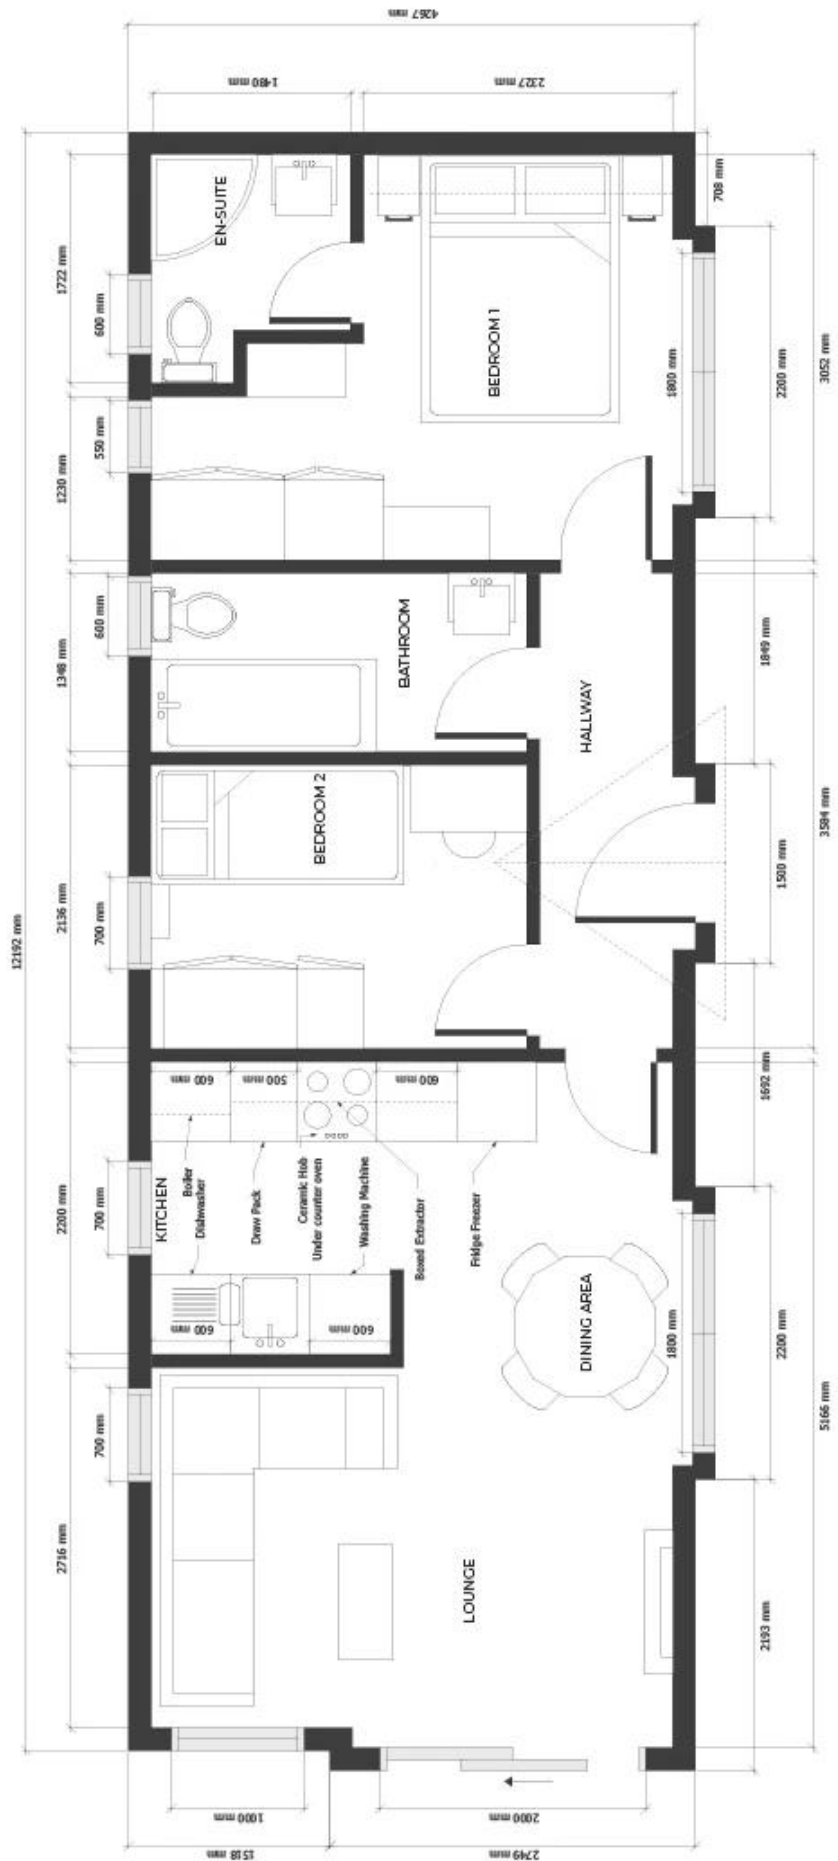 4267 mm
1480 mm
2327 mm
12192 mm
1722 mm
600 mm
1230 mm
550 mm
1348 mm
600 mm
2136 mm
700 mm
2200 mm
700 mm
2716 mm
700 mm
EN-SUITE
BEDROOM 1
BATHROOM
HALLWAY
BEDROOM 2
600 mm
500 mm
600 mm
KITCHEN
Boiler
Dishwasher
Draw Pack
Ceramic Hob
Under counter oven
Washing Machine
Boxed Extractor
Fridge Freezer
600 mm
600 mm
DINING AREA
LOUNGE
708 mm
1800 mm
2200 mm
3052 mm
1849 mm
1500 mm
3584 mm
1692 mm
1800 mm
2200 mm
5166 mm
2193 mm
1000 mm
2000 mm
1518 mm
2749 mm